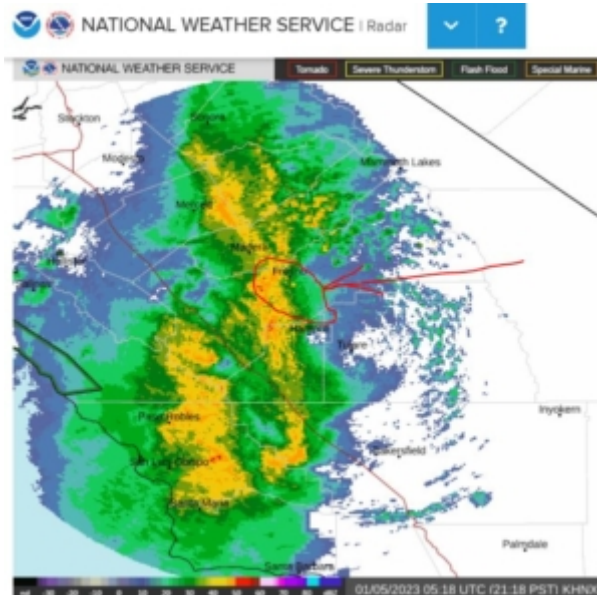 NATIONAL WEATHER SERVICE | Radar
?
NATIONAL WEATHER SERVICE
Tornado
Severe Thunderstorm
Flash Flood
Special Marine
Stockton
Sonora
Modesto
Mammoth Lakes
Merced
Madera
Fresno
Hanford
Tulare
Paso Robles
Inyokern
San Luis Obispo
Bakersfield
Santa Maria
Palmdale
Santa Barbara
01/05/2023 05:18 UTC (21:18 PST) KHNX